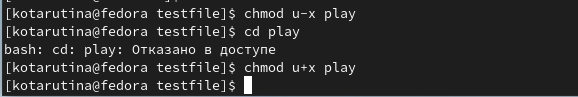 [kotarutina@fedora testfile]$ chmod u-x play
[kotarutina@fedora testfile]$ cd play
bash: cd: play: Отказано в доступе
[kotarutina@fedora testfile]$ chmod u+x play
[kotarutina@fedora testfile]$